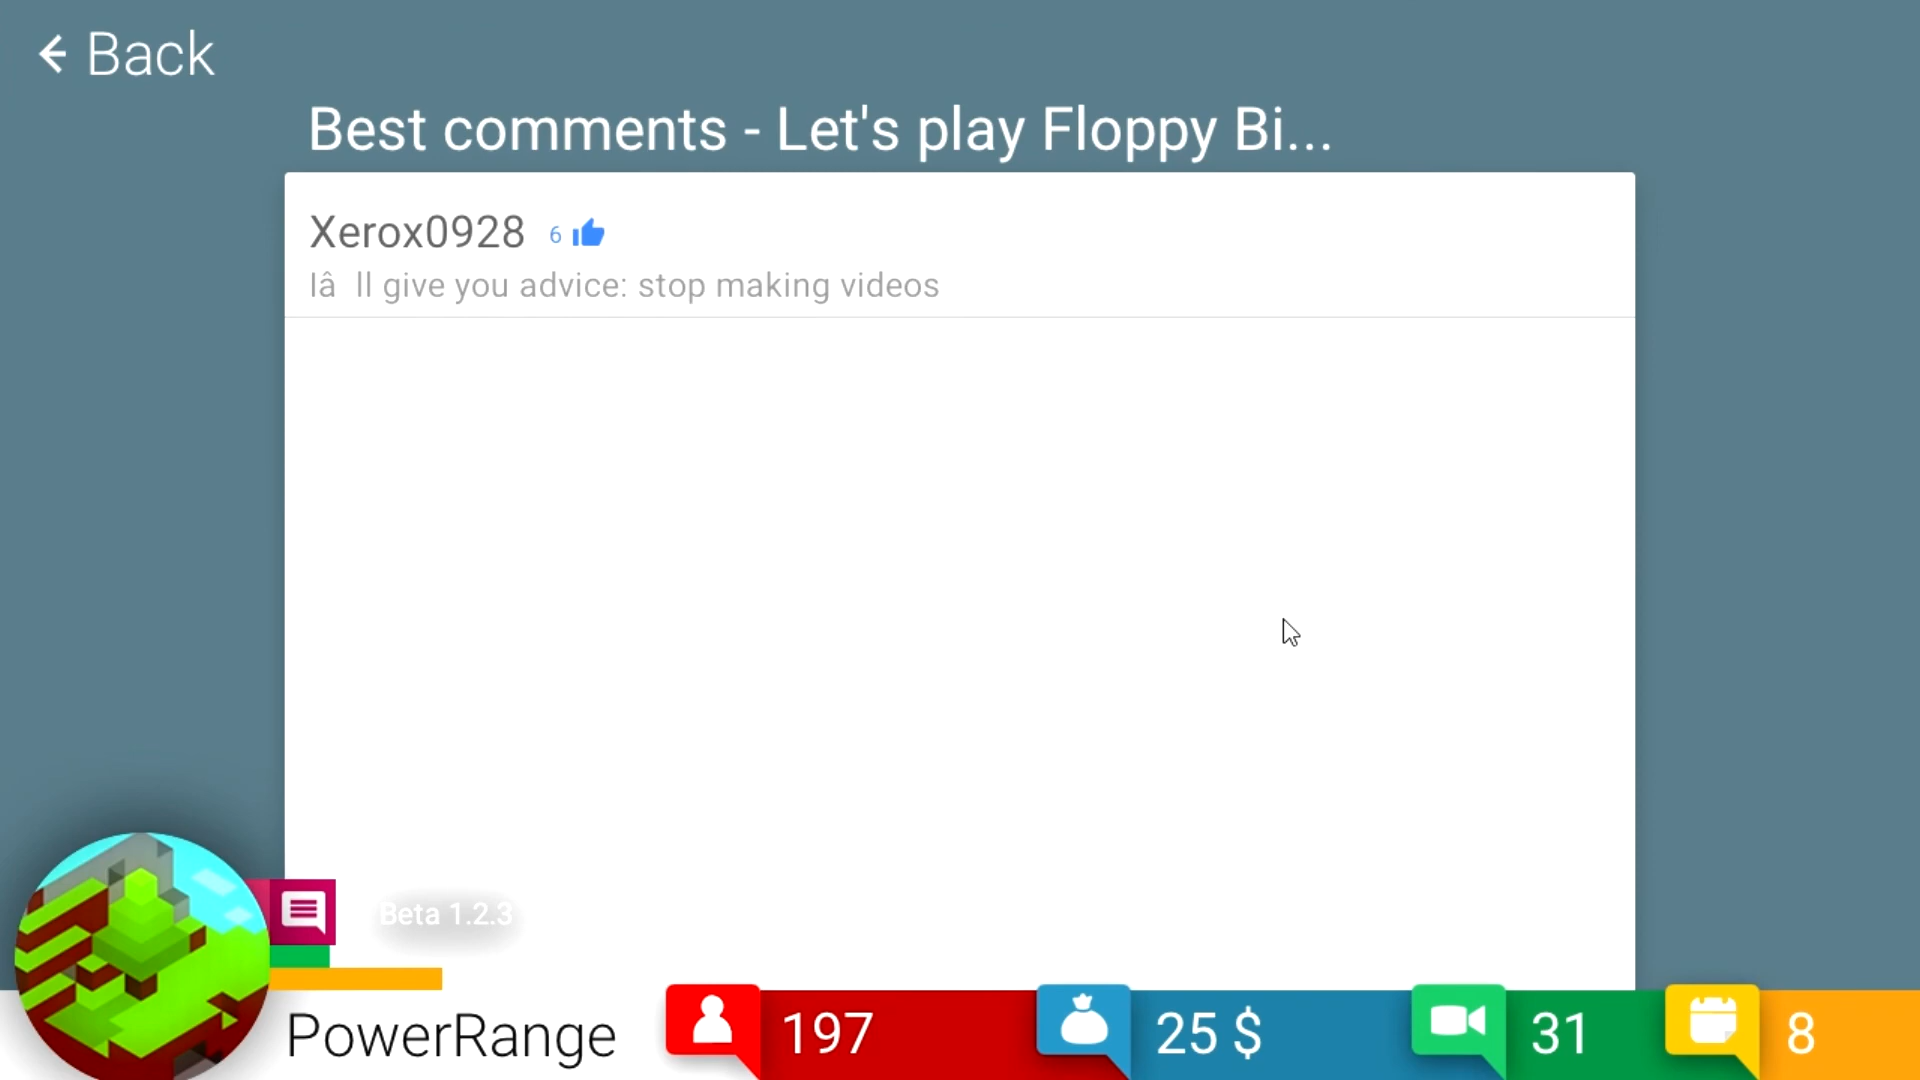 Back
Best comments - Let's play Floppy Bi...
Xerox0928 6
Iâ ll give you advice: stop making videos
Beta 1.2.3
PowerRange 197 25 $ 31 8